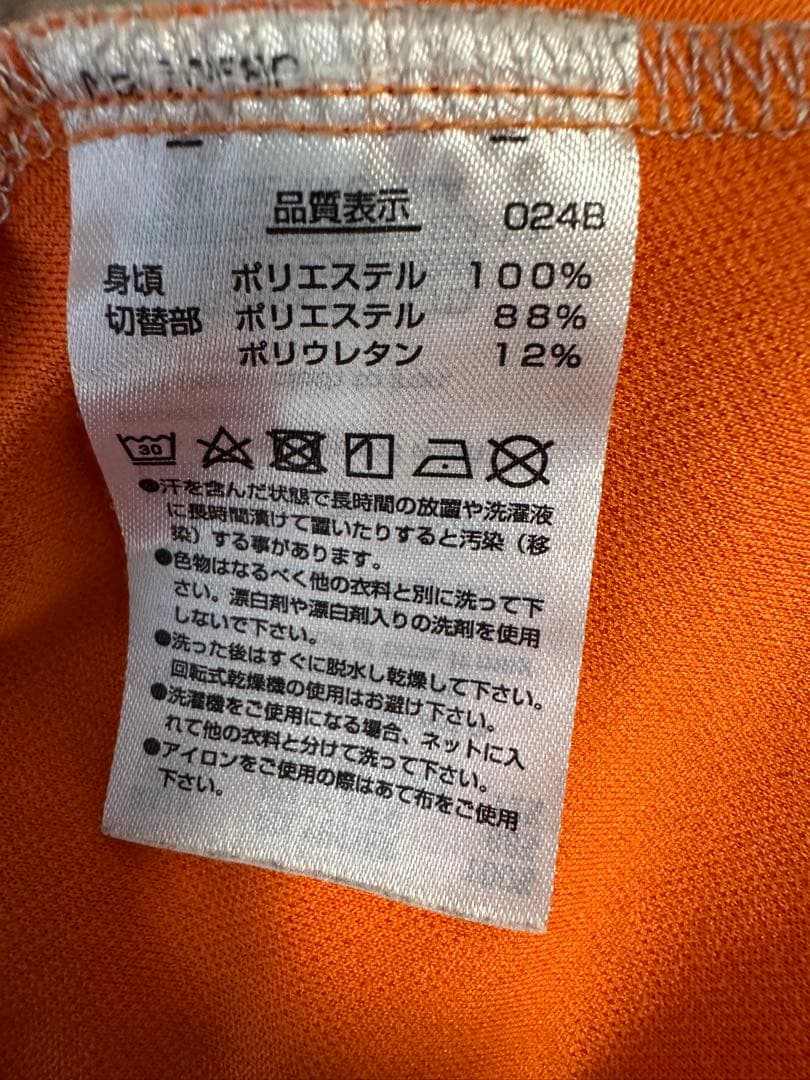 品質表示 024B
身頃 ポリエステル 100%
切替部 ポリエステル 88%
ポリウレタン 12%
30
●汗を含んだ状態で長時間の放置や洗濯液
に長時間漬けて置いたりすると汚染（移
染）する事があります。
●色物はなるべく他の衣料と別に洗って下
さい。漂白剤や漂白剤入りの洗剤を使用
しないで下さい。
●洗った後はすぐに脱水し乾燥して下さい。
回転式乾燥機の使用はお避け下さい。
●洗濯機をご使用になる場合、ネットに入
れて他の衣料と分けて洗って下さい。
●アイロンをご使用の際はあて布をご使用
下さい。